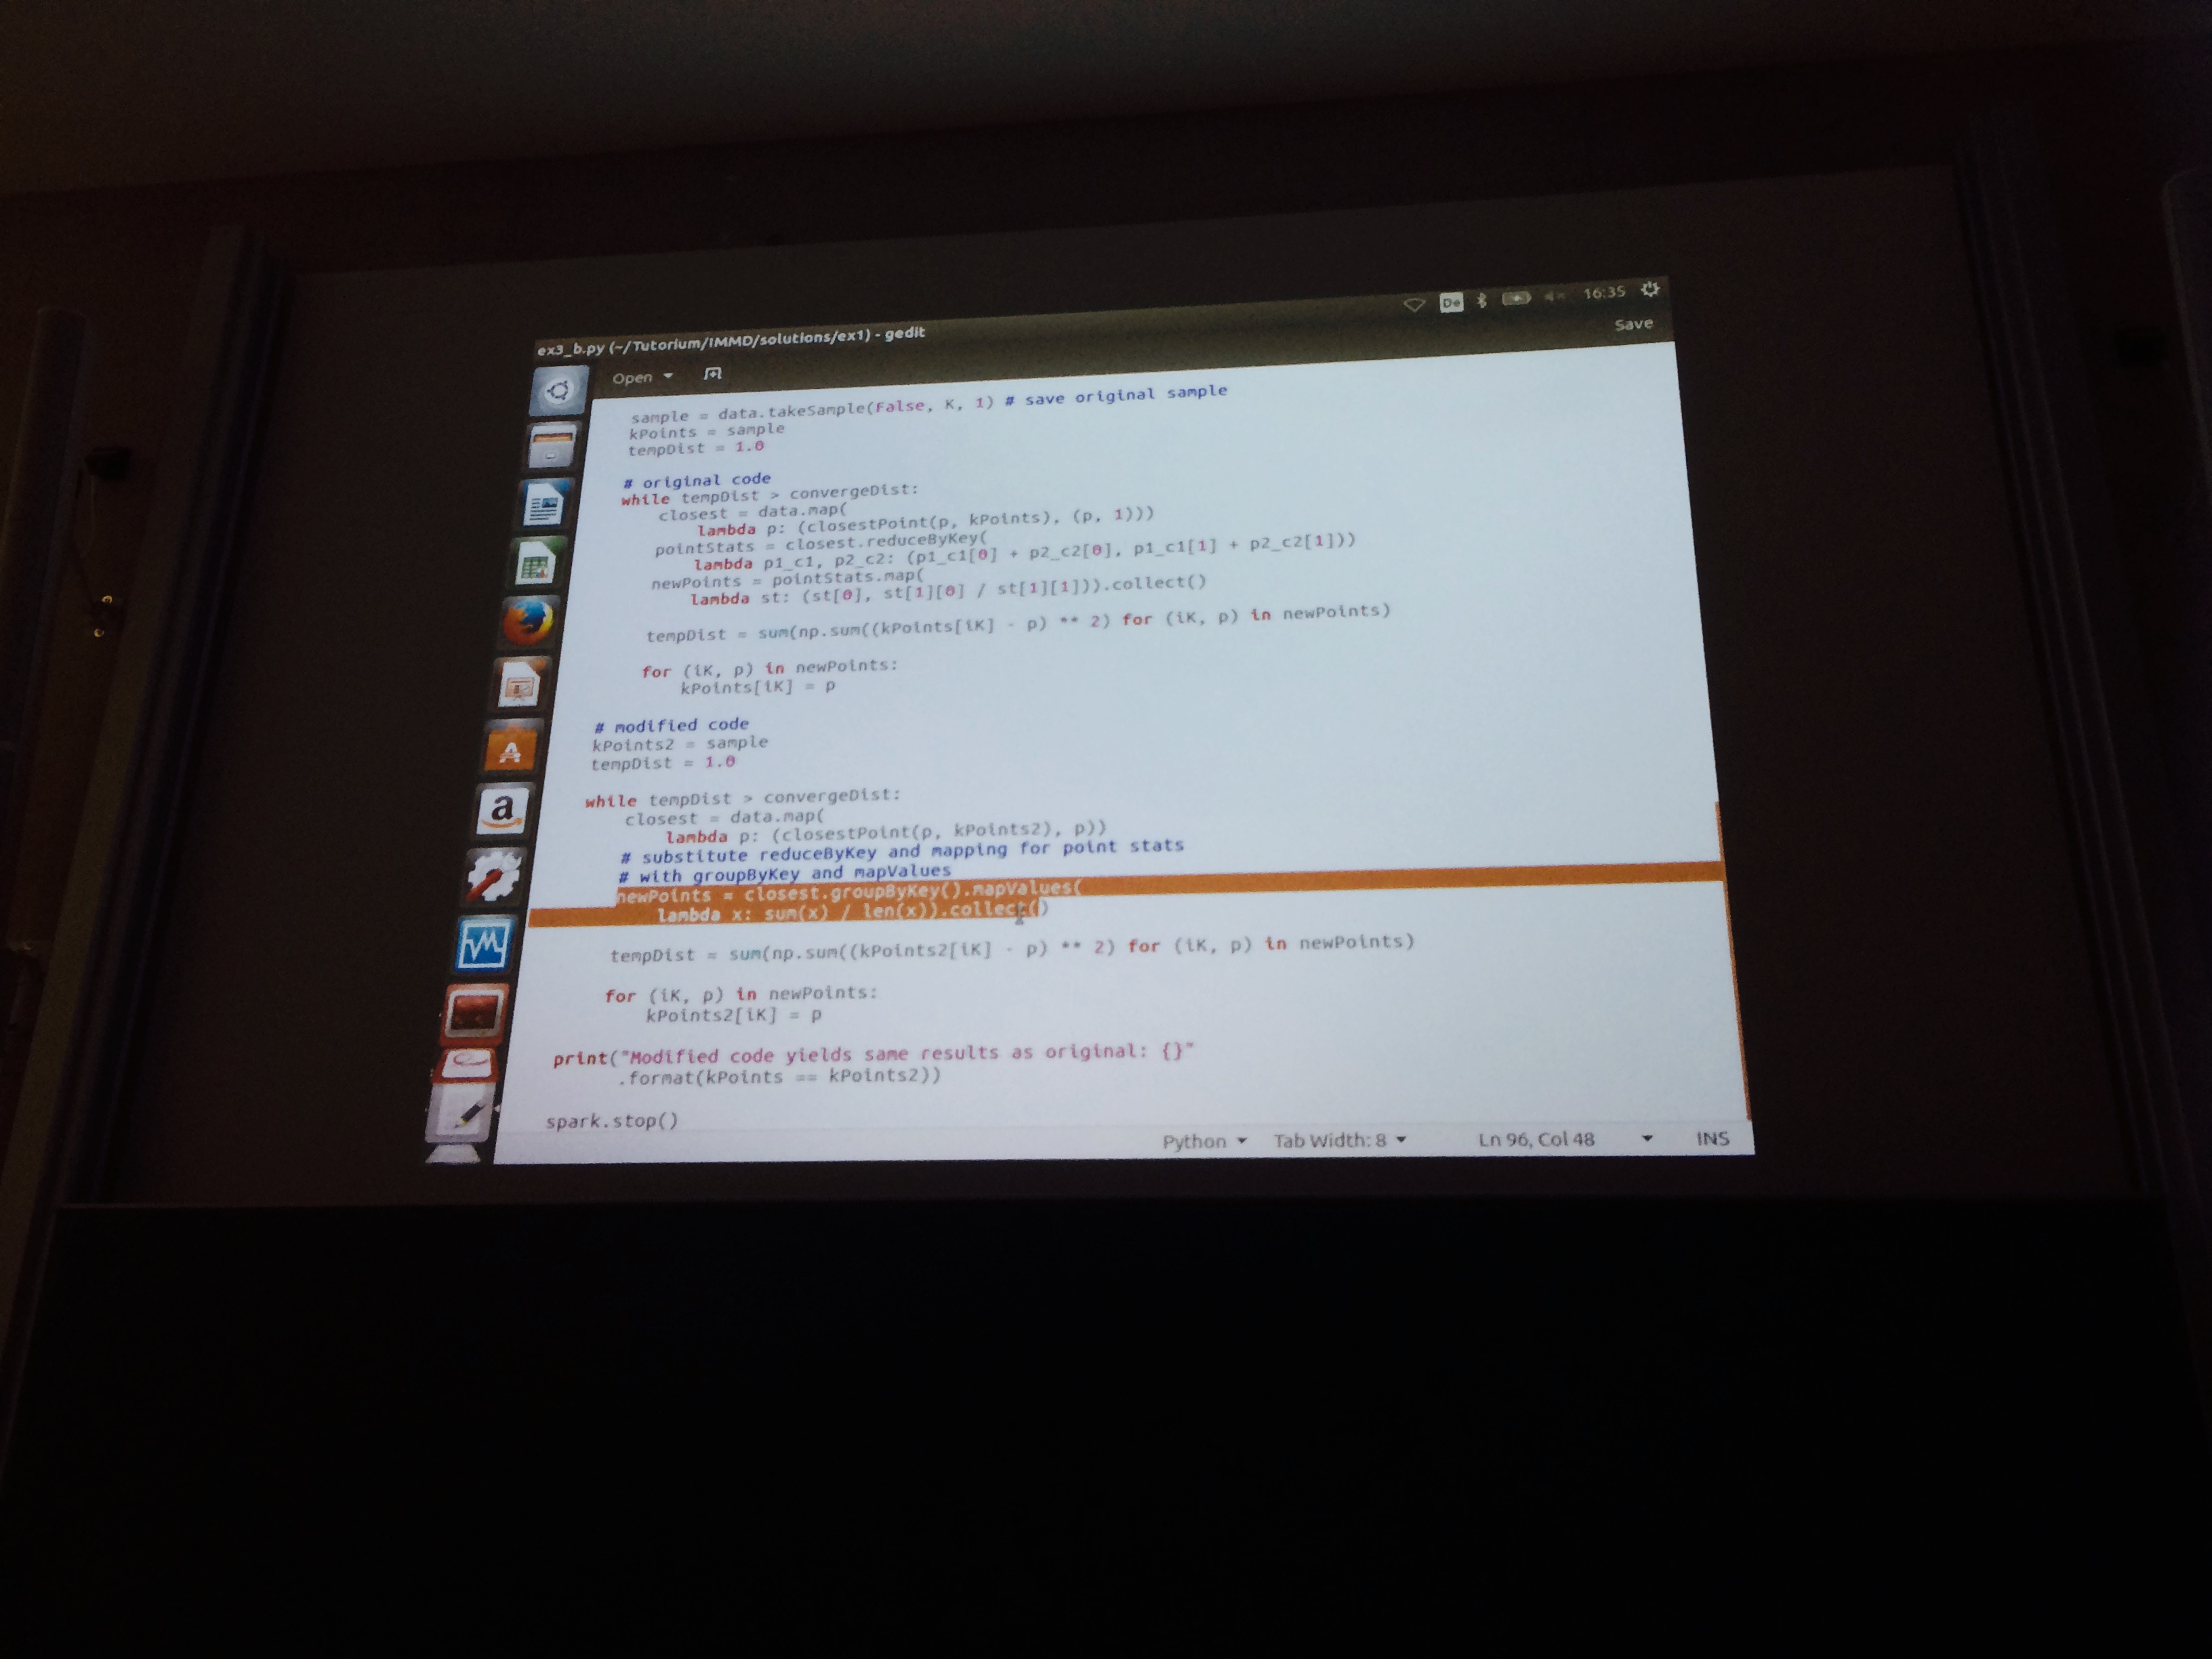 De 16:35
ex3_b.py (~/Tutorium/IMMD/solutions/ex1) - gedit
Open Save
sample = data.takeSample(False, K, 1) # save original sample
kPoints = sample
tempDist = 1.0
# original code
while tempDist > convergeDist:
closest = data.map(
lambda p: (closestPoint(p, kPoints), (p, 1)))
pointStats = closest.reduceByKey(
lambda p1_c1, p2_c2: (p1_c1[0] + p2_c2[0], p1_c1[1] + p2_c2[1]))
newPoints = pointStats.map(
lambda st: (st[0], st[1][0] / st[1][1])).collect()
tempDist = sum(np.sum((kPoints[iK] - p) ** 2) for (iK, p) in newPoints)
for (iK, p) in newPoints:
kPoints[iK] = p
# modified code
kPoints2 = sample
tempDist = 1.0
while tempDist > convergeDist:
closest = data.map(
lambda p: (closestPoint(p, kPoints2), p))
# substitute reduceByKey and mapping for point stats
# with groupByKey and mapValues
newPoints = closest.groupByKey().mapValues(
lambda x: sum(x) / len(x)).collect()
tempDist = sum(np.sum((kPoints2[iK] - p) ** 2) for (iK, p) in newPoints)
for (iK, p) in newPoints:
kPoints2[iK] = p
print("Modified code yields same results as original: {}"
.format(kPoints == kPoints2))
spark.stop()
Python Tab Width: 8 Ln 96, Col 48 INS